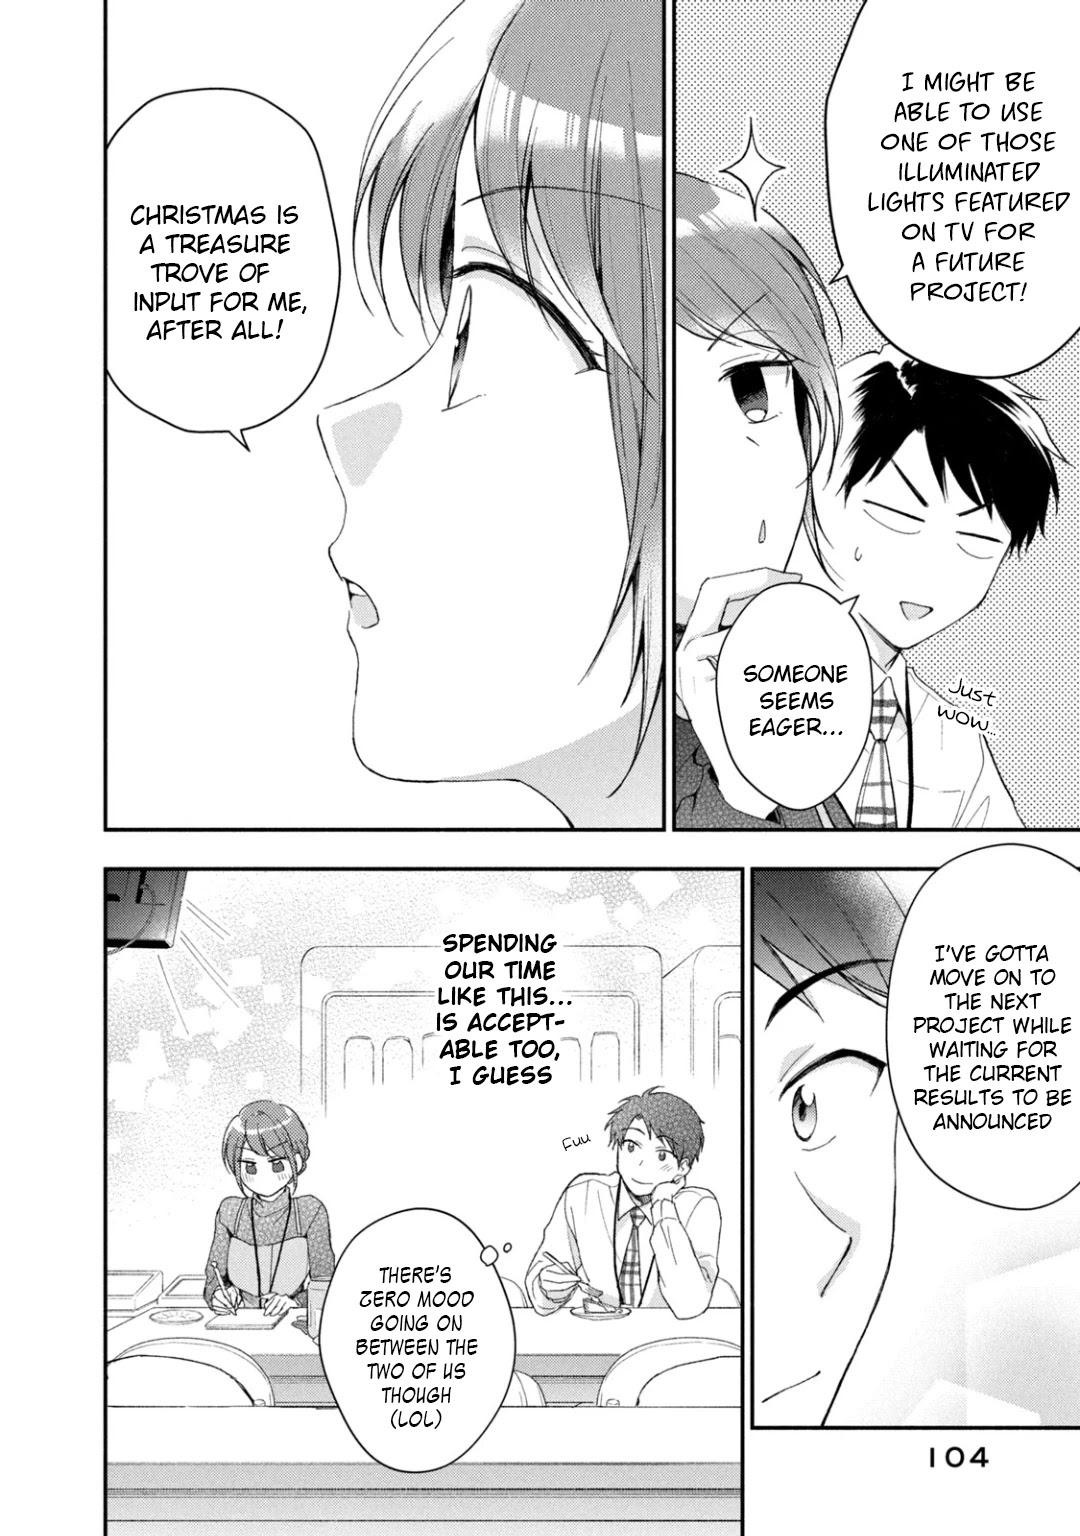 I MIGHT BE
ABLE TO USE
ONE OF THOSE
ILLUMINATED
LIGHTS FEATURED
ON TV FOR
A FUTURE
PROJECT!
SOMEONE
SEEMS
EAGER...
Just
wow...
CHRISTMAS IS
A TREASURE
TROVE OF
INPUT FOR ME,
AFTER ALL!
I'VE GOTTA
MOVE ON TO
THE NEXT
PROJECT WHILE
WAITING FOR
THE CURRENT
RESULTS TO BE
ANNOUNCED
SPENDING
OUR TIME
LIKE THIS...
IS ACCEPT-
ABLE TOO,
I GUESS
Fuu
THERE'S
ZERO MOOD
GOING ON
BETWEEN THE
TWO OF US
THOUGH
(LOL)
104